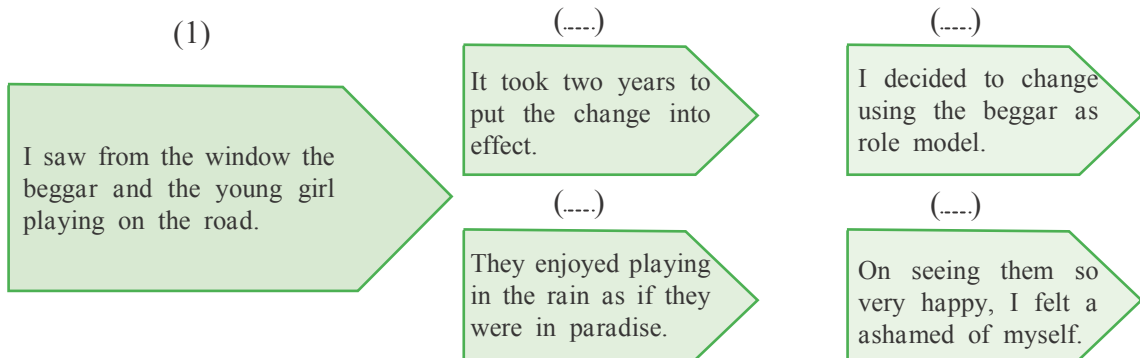 (1)
I saw from the window the
beggar and the young girl
playing on the road.
(.....)
It took two years to
put the change into
effect.
(.....)
I decided to change
using the beggar as
role model.
(.....)
They enjoyed playing
in the rain as if they
were in paradise.
(.....)
On seeing them so
very happy, I felt a
ashamed of myself.